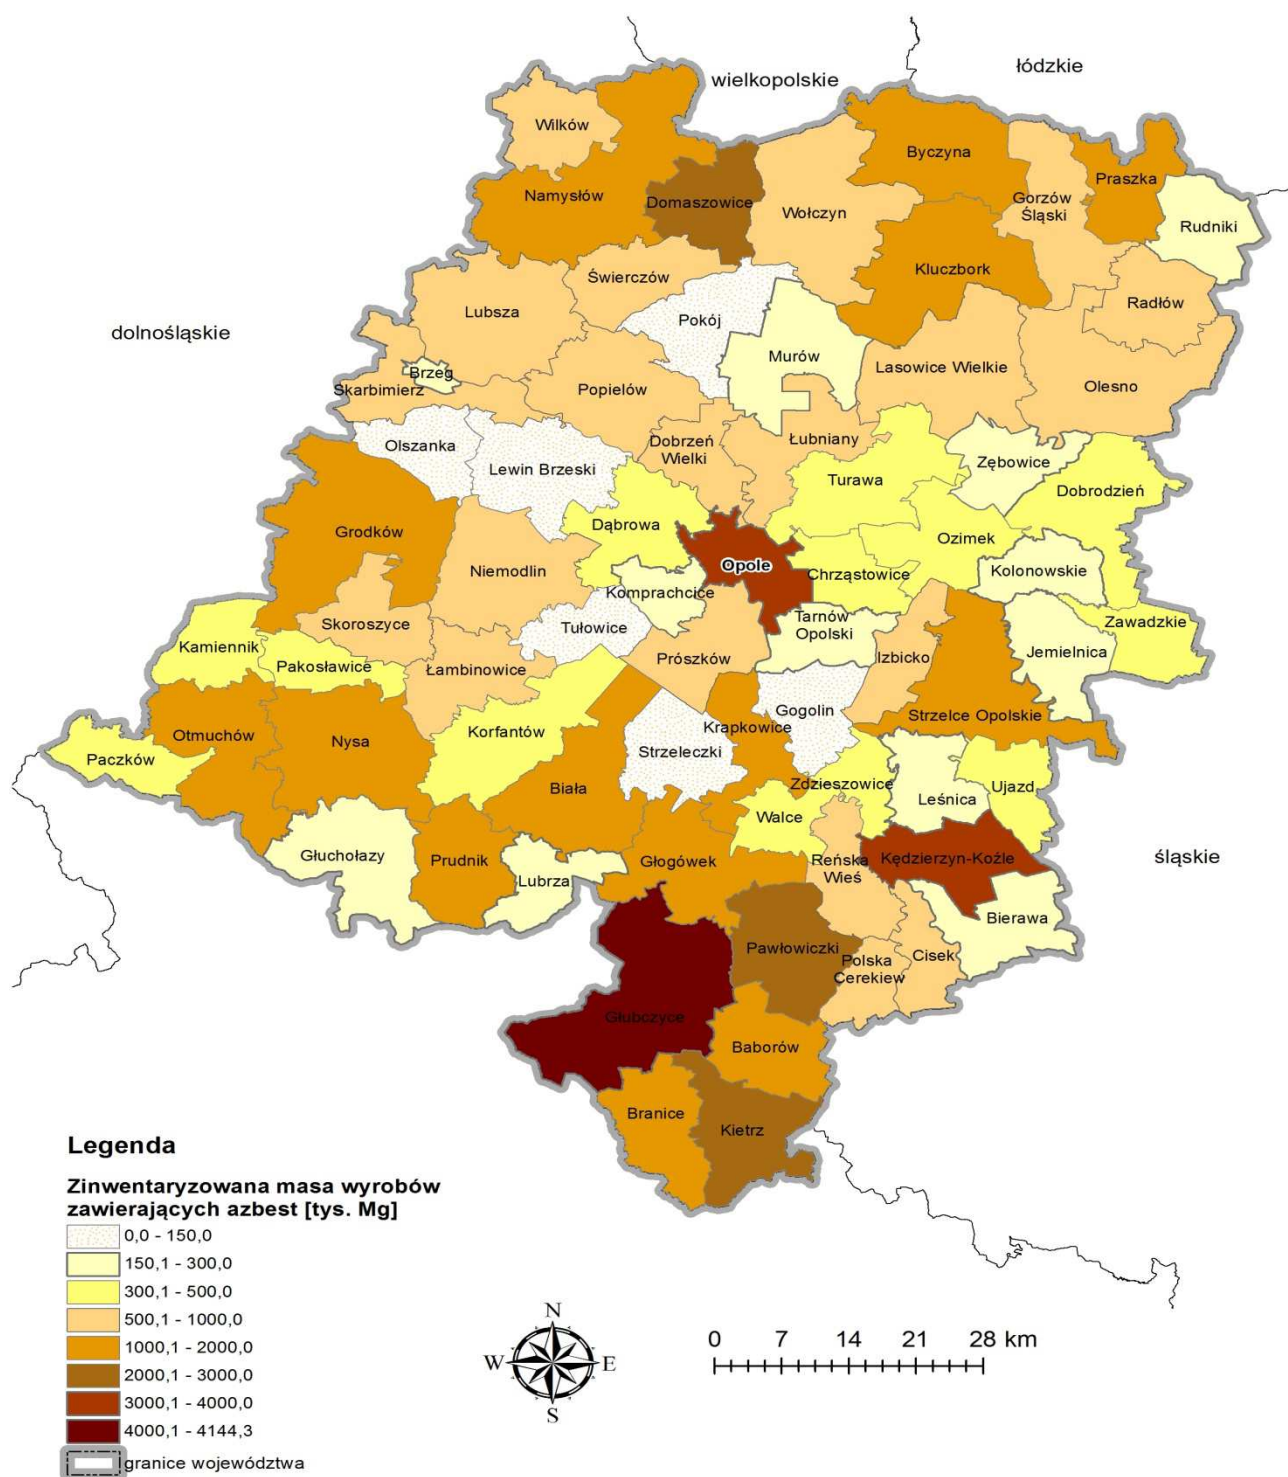 wielkopolskie
łódzkie
Wilków
Byczyna
Praszka
Namysłów
Domaszowice
Wołczyn
Gorzów
Śląski
Rudniki
Kluczbork
Świerczów
Lubsza
Radłów
Pokój
dolnośląskie
Murów
Brzeg
Lasowice Wielkie
Olesno
Skarbimierz
Popielów
Olszanka
Dobrzeń
Wielki
Łubniany
Lewin Brzeski
Zębowice
Turawa
Dobrodzień
Dąbrowa
Grodków
Ozimek
Niemodlin
Opole
Chrząstowice
Kolonowskie
Komprachcice
Tarnów
Opolski
Skoroszyce
Tułowice
Zawadzkie
Kamiennik
Pakosławice
Łambinowice
Prószków
Izbicko
Jemielnica
Gogolin
Strzelce Opolskie
Otmuchów
Nysa
Korfantów
Krapkowice
Strzeleczki
Paczków
Biała
Zdzieszowice
Ujazd
Leśnica
Walce
Głuchołazy
Prudnik
Głogówek
Reńska
Wieś
Kędzierzyn-Koźle
śląskie
Lubrza
Bierawa
Pawłowiczki
Polska
Cerekiew
Cisek
Głubczyce
Baborów
Branice
Kietrz
Legenda
Zinwentaryzowana masa wyrobów
zawierających azbest [tys. Mg]
0,0 - 150,0
150,1 - 300,0
300,1 - 500,0
500,1 - 1000,0
1000,1 - 2000,0
2000,1 - 3000,0
3000,1 - 4000,0
4000,1 - 4144,3
granice województwa
N
W E
S
0 7 14 21 28 km